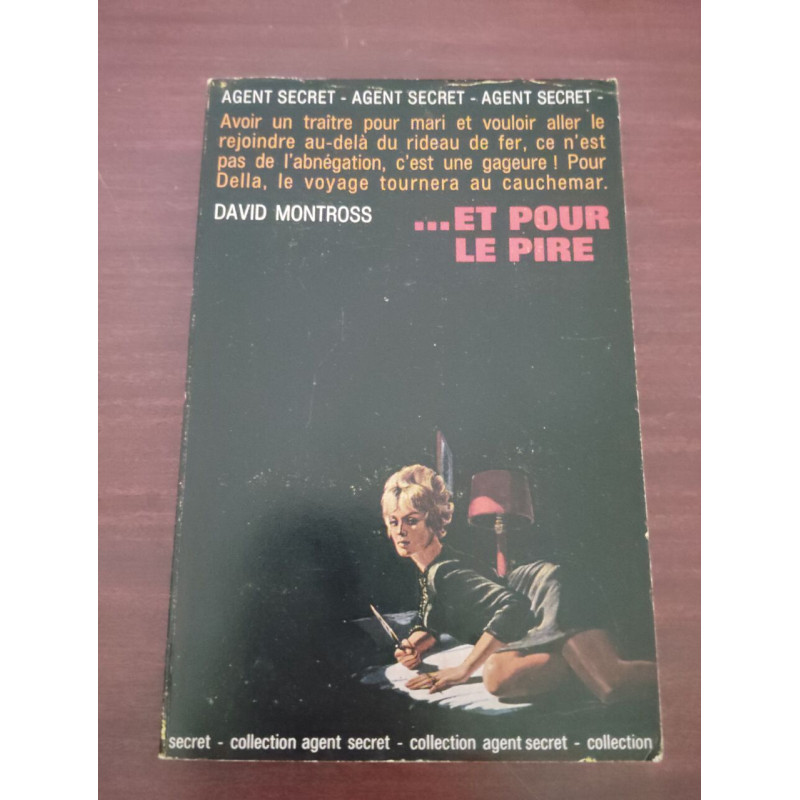 AGENT SECRET - AGENT SECRET - AGENT SECRET -
Avoir un traître pour mari et vouloir aller le
rejoindre au-delà du rideau de fer, ce n'est
pas de l'abnégation, c'est une gageure ! Pour
Della, le voyage tournera au cauchemar.
DAVID MONTROSS
...ET POUR
LE PIRE
secret - collection agent secret - collection agent secret - collection